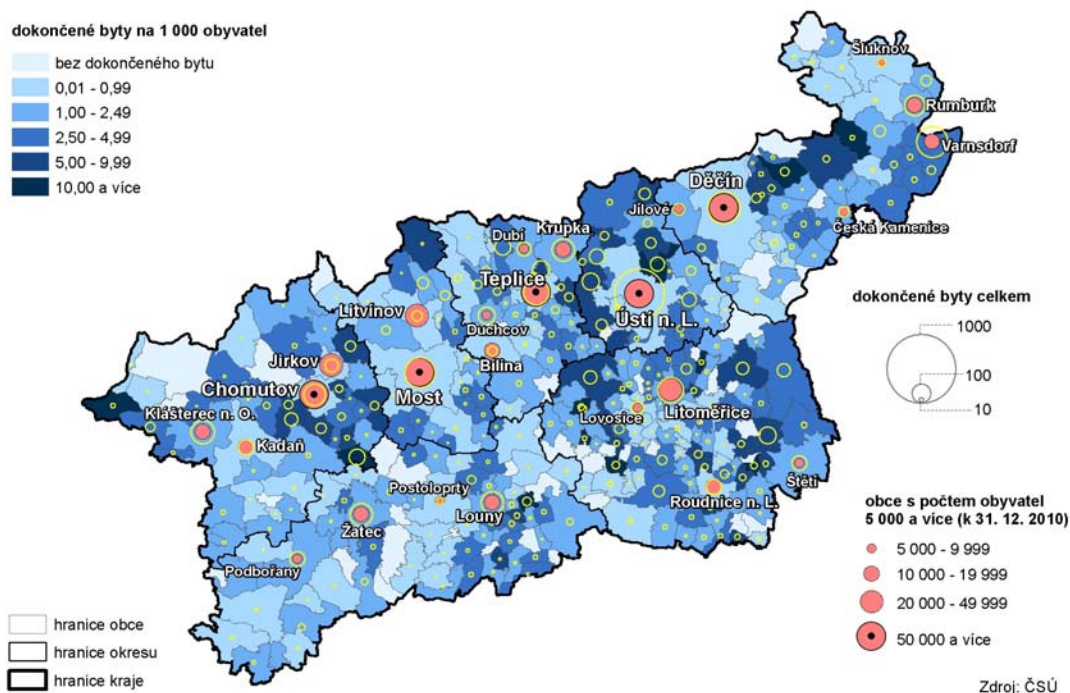 dokončené byty na 1 000 obyvatel
bez dokončeného bytu
0,01 - 0,99
1,00 - 2,49
2,50 - 4,99
5,00 - 9,99
10,00 a více
Šluknov
Rumburk
Varnsdorf
Děčín
Jílové
Česká Kamenice
Dubí
Krupka
Teplice
Ústí n. L.
Litvínov
Duchcov
Bílina
Jirkov
Chomutov
Most
Klášterec n. O.
Kadaň
Lovosice
Litoměřice
Štětí
Roudnice n. L.
Postoloprty
Louny
Žatec
Podbořany
dokončené byty celkem
1000
100
10
obce s počtem obyvatel
5 000 a více (k 31. 12. 2010)
5 000 - 9 999
10 000 - 19 999
20 000 - 49 999
50 000 a více
hranice obce
hranice okresu
hranice kraje
Zdroj: ČSÚ